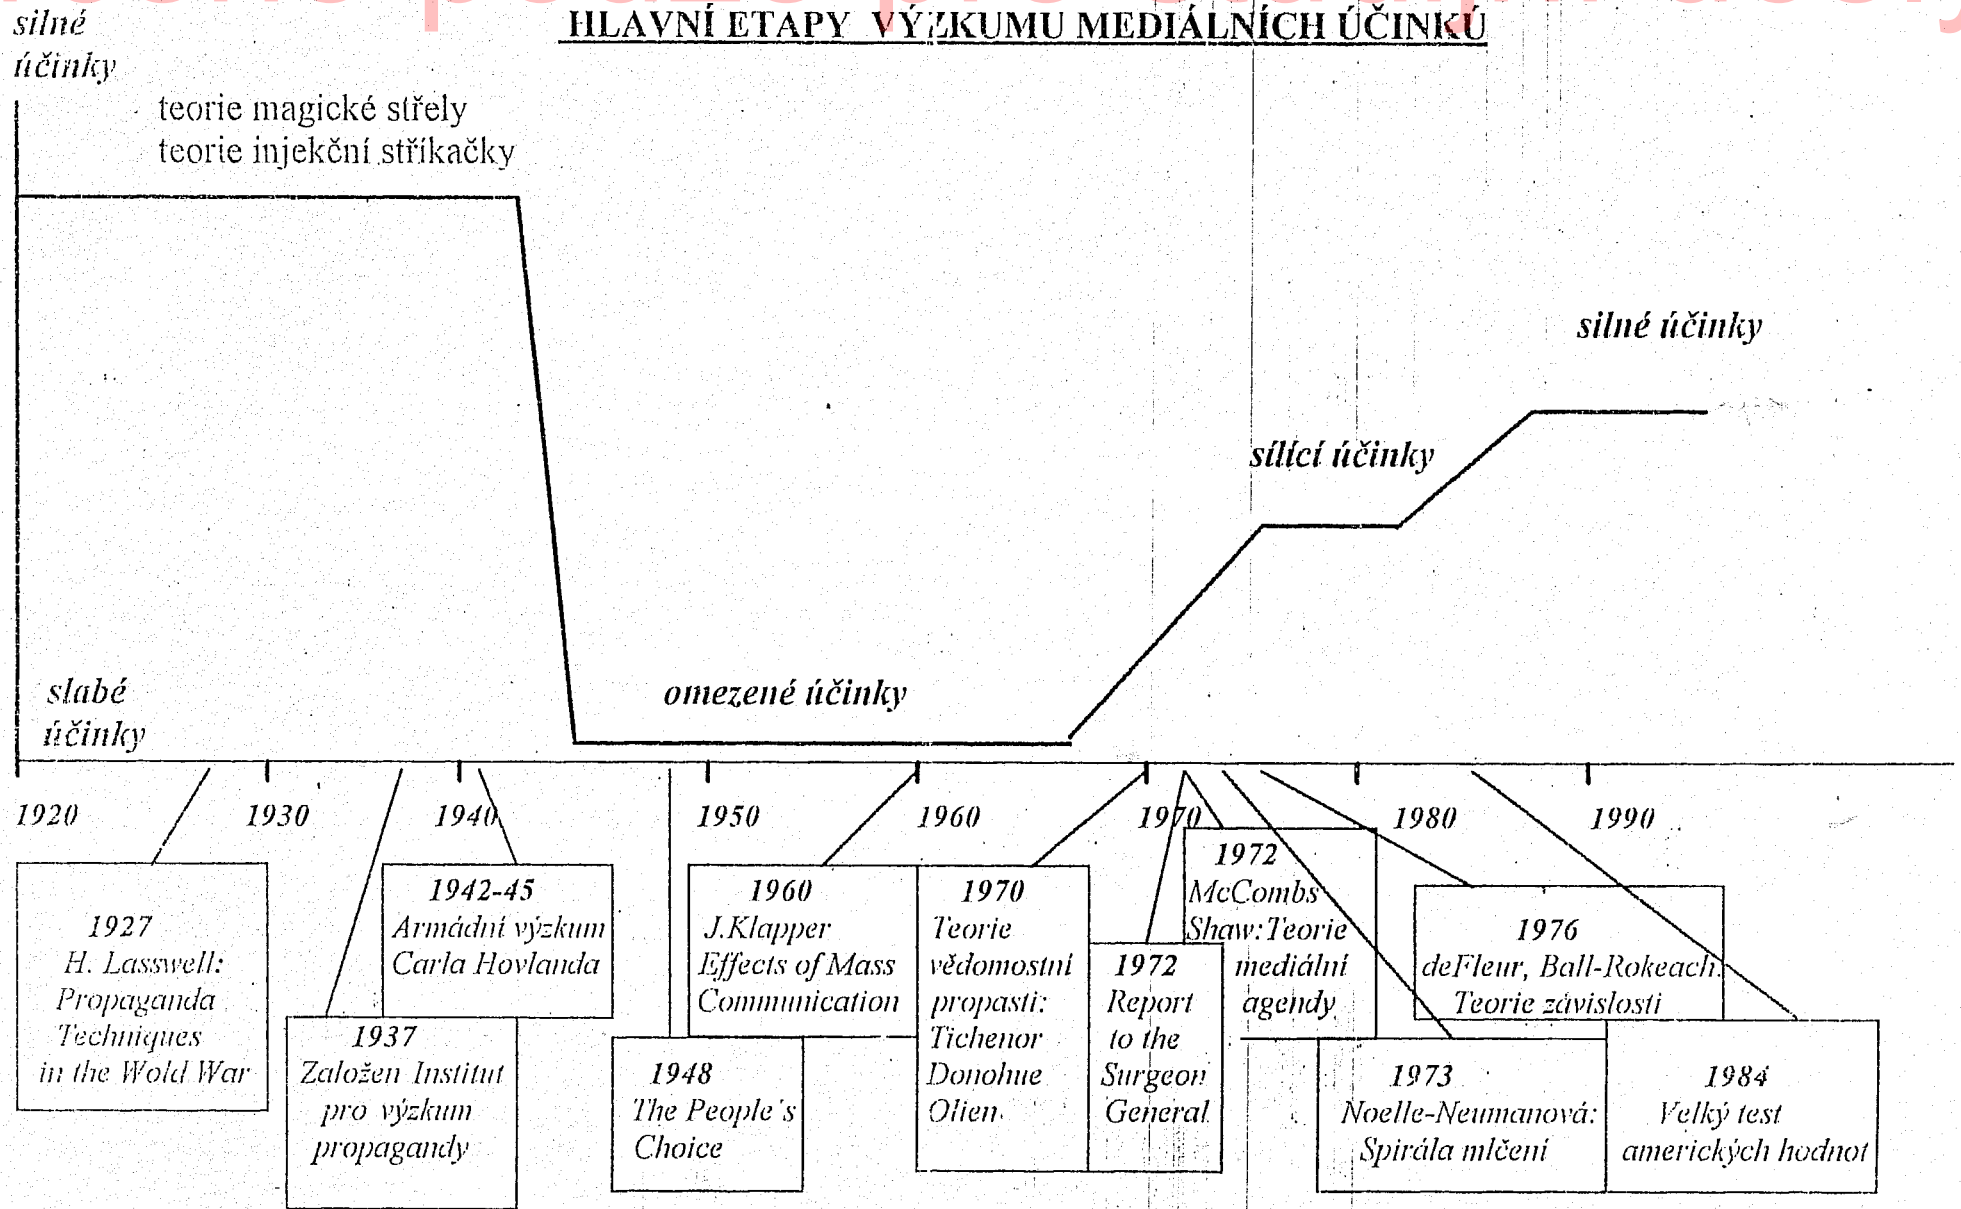 HLAVNÍ ETAPY VÝZKUMU MEDIÁLNÍCH ÚČINKŮ
silné
účinky
teorie magické střely
teorie injekční stříkačky
silné účinky
sílící účinky
omezené účinky
slabé
účinky
1920
1930
1940
1950
1960
1970
1980
1990
1927
H. Lasswell:
Propaganda
Techniques
in the Wold War
1937
Založen Institut
pro výzkum
propagandy
1942-45
Armádní výzkum
Carla Hovlanda
1948
The People's
Choice
1960
J.Klapper
Effects of Mass
Communication
1970
Teorie
vědomostní
propasti:
Tichenor
Donohue
Olien
1972
Report
to the
Surgeon
General
1972
McCombs
Shaw:Teorie
mediální
agendy
1973
Noelle-Neumanová:
Spirála mlčení
1976
deFleur, Ball-Rokeach:
Teorie závislosti
1984
Velký test
amerických hodnot